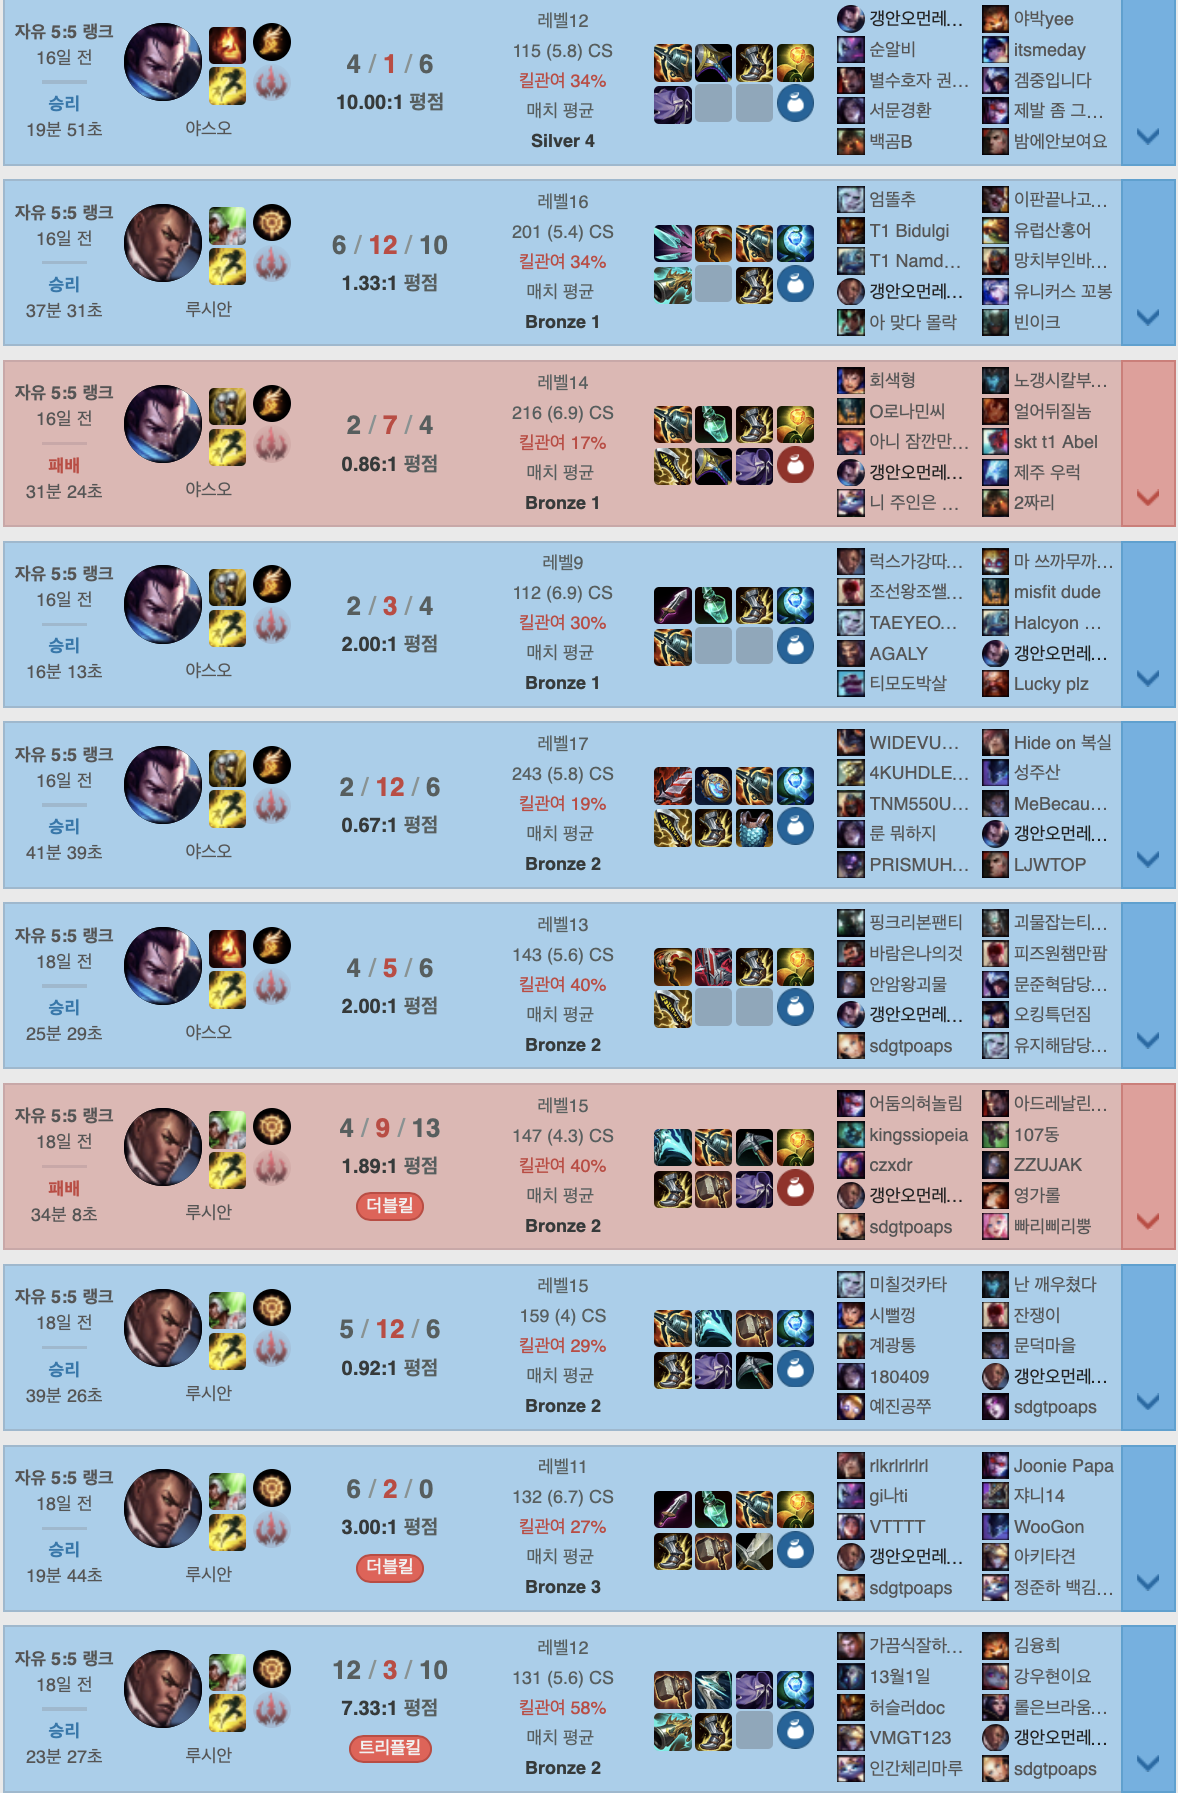 자유 5:5 랭크
16일 전
승리
19분 51초
야스오
4 / 1 / 6
10.00:1 평점
레벨12
115 (5.8) CS
킬관여 34%
매치 평균
Silver 4
갱안오먼레...
순알비
별수호자 권...
서문경환
백곰B
야박yee
itsmeday
겜중입니다
제발 좀 그...
밤에안보여요
자유 5:5 랭크
16일 전
승리
37분 31초
루시안
6 / 12 / 10
1.33:1 평점
레벨16
201 (5.4) CS
킬관여 34%
매치 평균
Bronze 1
엄똘추
T1 Bidulgi
T1 Namd...
갱안오먼레...
아 맞다 몰락
이판끝나고...
유럽산홍어
망치부인바...
유니커스 꼬봉
빈이크
자유 5:5 랭크
16일 전
패배
31분 24초
야스오
2 / 7 / 4
0.86:1 평점
레벨14
216 (6.9) CS
킬관여 17%
매치 평균
Bronze 1
회색형
O로나민씨
아니 잠깐만...
갱안오먼레...
니 주인은 ...
노갱시칼부...
얼어뒤질놈
skt t1 Abel
제주 우럭
2짜리
자유 5:5 랭크
16일 전
승리
16분 13초
야스오
2 / 3 / 4
2.00:1 평점
레벨9
112 (6.9) CS
킬관여 30%
매치 평균
Bronze 1
럭스가강따...
조선왕조쌜...
TAEYEO...
AGALY
티모도박살
마 쓰까무까...
misfit dude
Halcyon ...
갱안오먼레...
Lucky plz
자유 5:5 랭크
16일 전
승리
41분 39초
야스오
2 / 12 / 6
0.67:1 평점
레벨17
243 (5.8) CS
킬관여 19%
매치 평균
Bronze 2
WIDEVU...
4KUHDLE...
TNM550U...
룬 뭐하지
PRISMUH...
Hide on 복실
성주산
MeBecau...
갱안오먼레...
LJWTOP
자유 5:5 랭크
18일 전
승리
25분 29초
야스오
4 / 5 / 6
2.00:1 평점
레벨13
143 (5.6) CS
킬관여 40%
매치 평균
Bronze 2
핑크리본팬티
바람은나의것
안암왕괴물
갱안오먼레...
sdgtpoaps
괴물잡는티...
피즈원챔만팜
문준혁담당...
오킹특던짐
유지해담당...
자유 5:5 랭크
18일 전
패배
34분 8초
루시안
4 / 9 / 13
1.89:1 평점
더블킬
레벨15
147 (4.3) CS
킬관여 40%
매치 평균
Bronze 2
어둠의혀놀림
kingssiopeia
czxdr
갱안오먼레...
sdgtpoaps
아드레날린...
107동
ZZUJAK
영가롤
빠리삐리뿡
자유 5:5 랭크
18일 전
승리
39분 26초
루시안
5 / 12 / 6
0.92:1 평점
레벨15
159 (4) CS
킬관여 29%
매치 평균
Bronze 2
미칠것카타
시뻘껑
계광통
180409
예진공쭈
난 깨우쳤다
잔쟁이
문덕마을
갱안오먼레...
sdgtpoaps
자유 5:5 랭크
18일 전
승리
19분 44초
루시안
6 / 2 / 0
3.00:1 평점
더블킬
레벨11
132 (6.7) CS
킬관여 27%
매치 평균
Bronze 3
rlkrlrlrlrl
gi나ti
VTTTT
갱안오먼레...
sdgtpoaps
Joonie Papa
쟈니14
WooGon
아키타견
정준하 백김...
자유 5:5 랭크
18일 전
승리
23분 27초
루시안
12 / 3 / 10
7.33:1 평점
트리플킬
레벨12
131 (5.6) CS
킬관여 58%
매치 평균
Bronze 2
가끔식잘하...
13월1일
허슬러doc
VMGT123
인간체리마루
김융희
강우현이요
롤은브라움...
갱안오먼레...
sdgtpoaps